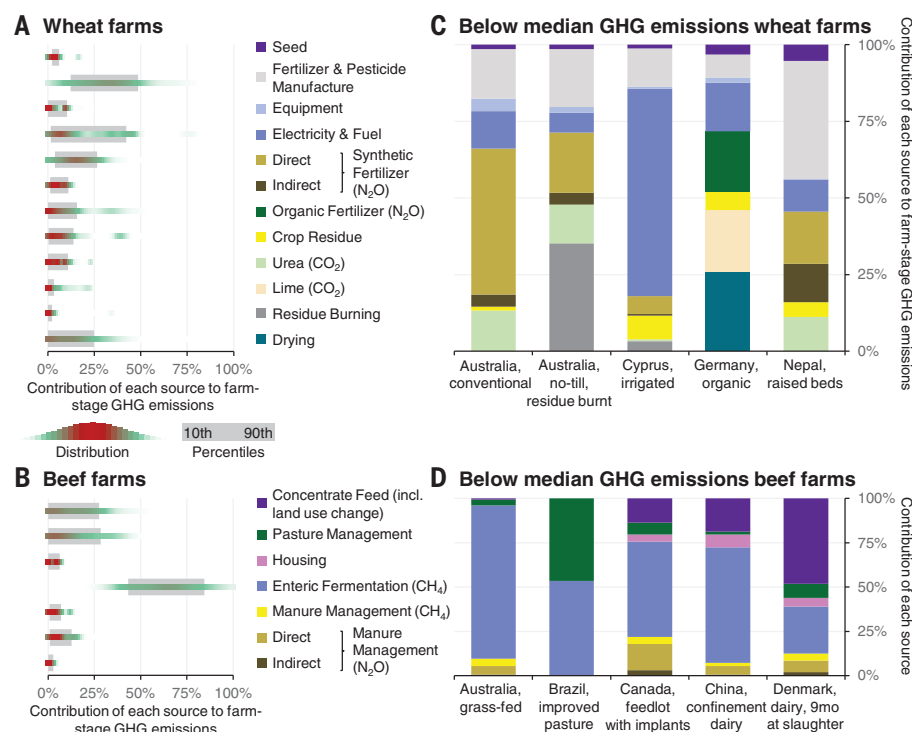 A Wheat farms
Seed
Fertilizer & Pesticide
Manufacture
Equipment
Electricity & Fuel
Direct
Indirect
Synthetic
Fertilizer
(N₂O)
Organic Fertilizer (N₂O)
Crop Residue
Urea (CO₂)
Lime (CO₂)
Residue Burning
Drying
0% 25% 50% 75% 100%
Contribution of each source to farm-
stage GHG emissions
Distribution
10th 90th
Percentiles
C Below median GHG emissions wheat farms
100%
75%
50%
25%
0%
Contribution of each source to farm-stage GHG emissions
Australia,
conventional
Australia,
no-till,
residue burnt
Cyprus,
irrigated
Germany,
organic
Nepal,
raised beds
B Beef farms
Concentrate Feed (incl.
land use change)
Pasture Management
Housing
Enteric Fermentation (CH₄)
Manure Management (CH₄)
Direct
Indirect
Manure
Management
(N₂O)
0% 25% 50% 75% 100%
Contribution of each source to farm-
stage GHG emissions
D Below median GHG emissions beef farms
100%
75%
50%
25%
0%
Contribution of each source
Australia,
grass-fed
Brazil,
improved
pasture
Canada,
feedlot
with implants
China,
confinement
dairy
Denmark,
dairy, 9mo
at slaughter